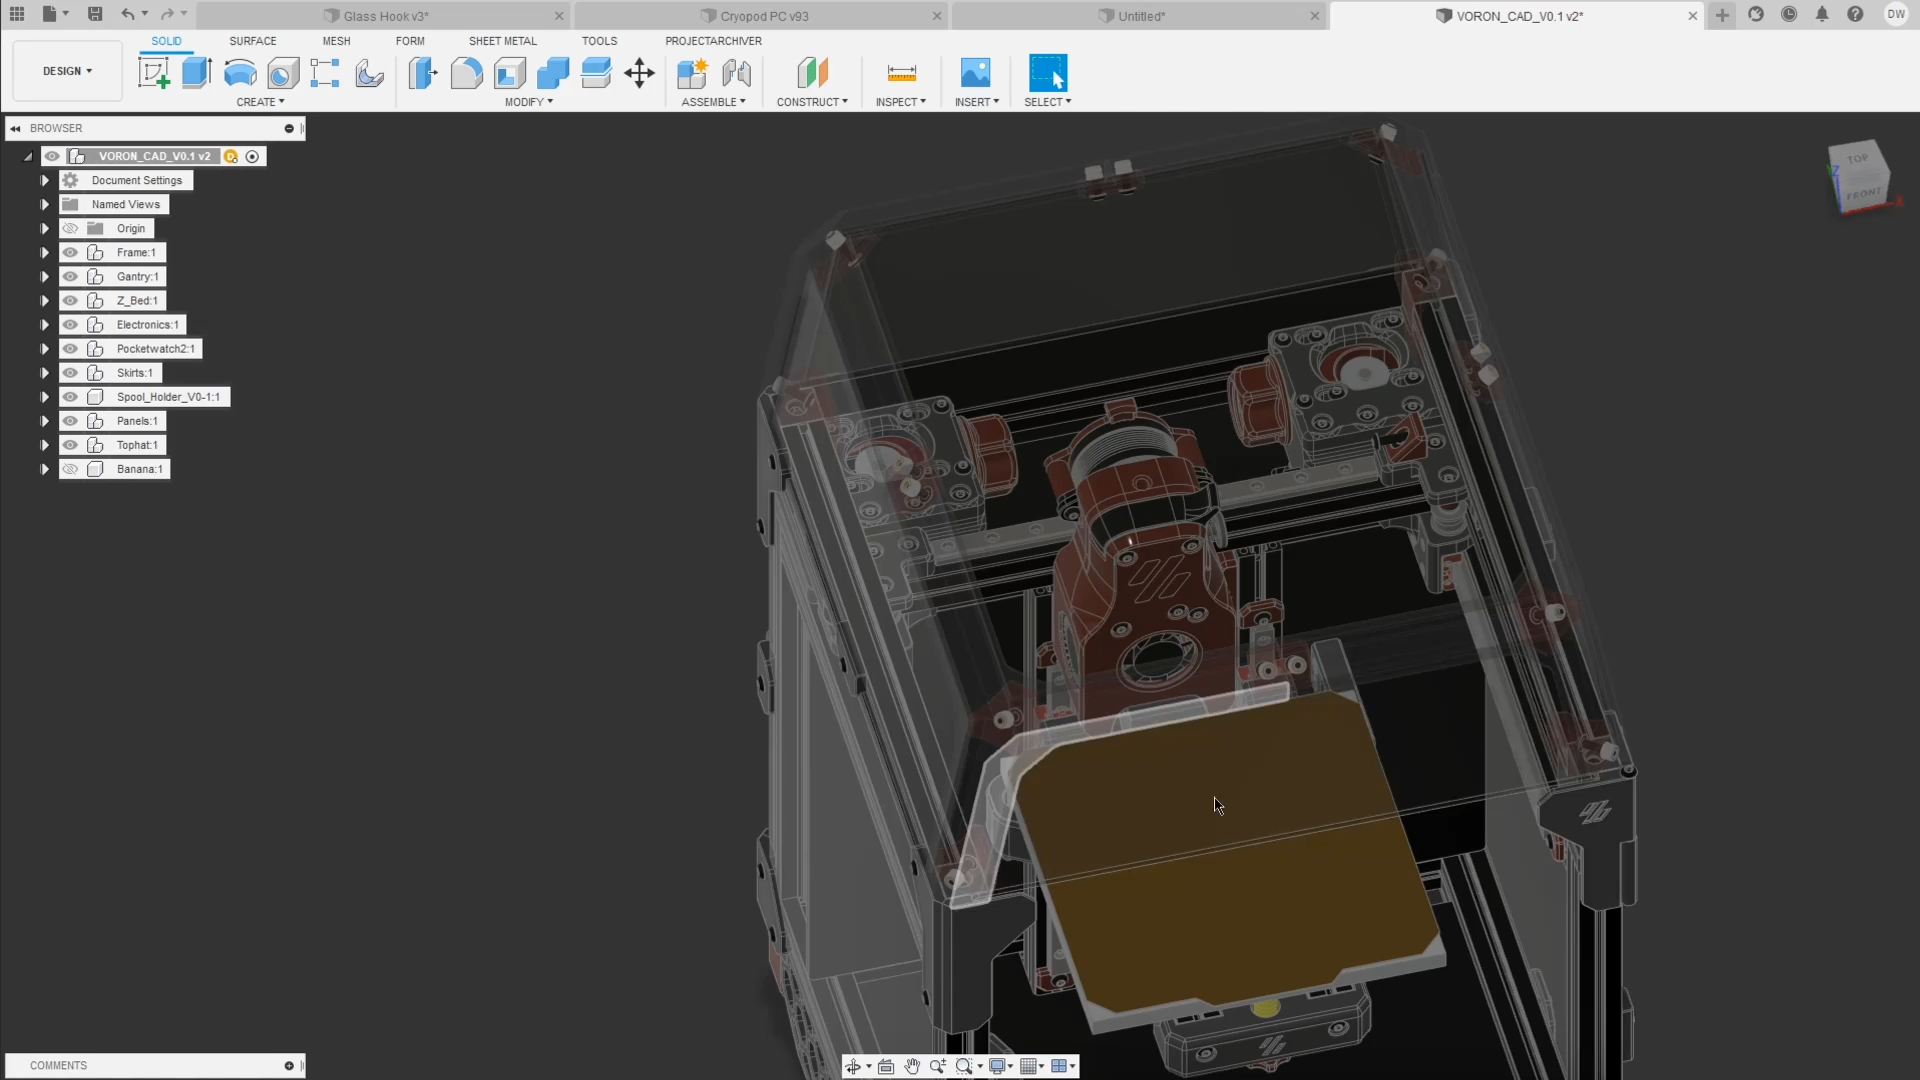 Glass Hook v3*
Cryopod PC v93
Untitled*
VORON_CAD_V0.1 v2*
DW
DESIGN
SOLID
SURFACE
MESH
FORM
SHEET METAL
TOOLS
PROJECTARCHIVER
CREATE
MODIFY
ASSEMBLE
CONSTRUCT
INSPECT
INSERT
SELECT
BROWSER
VORON_CAD_V0.1 v2
Document Settings
Named Views
Origin
Frame:1
Gantry:1
Z_Bed:1
Electronics:1
Pocketwatch2:1
Skirts:1
Spool_Holder_V0-1:1
Panels:1
Tophat:1
Banana:1
TOP
FRONT
Z
X
COMMENTS